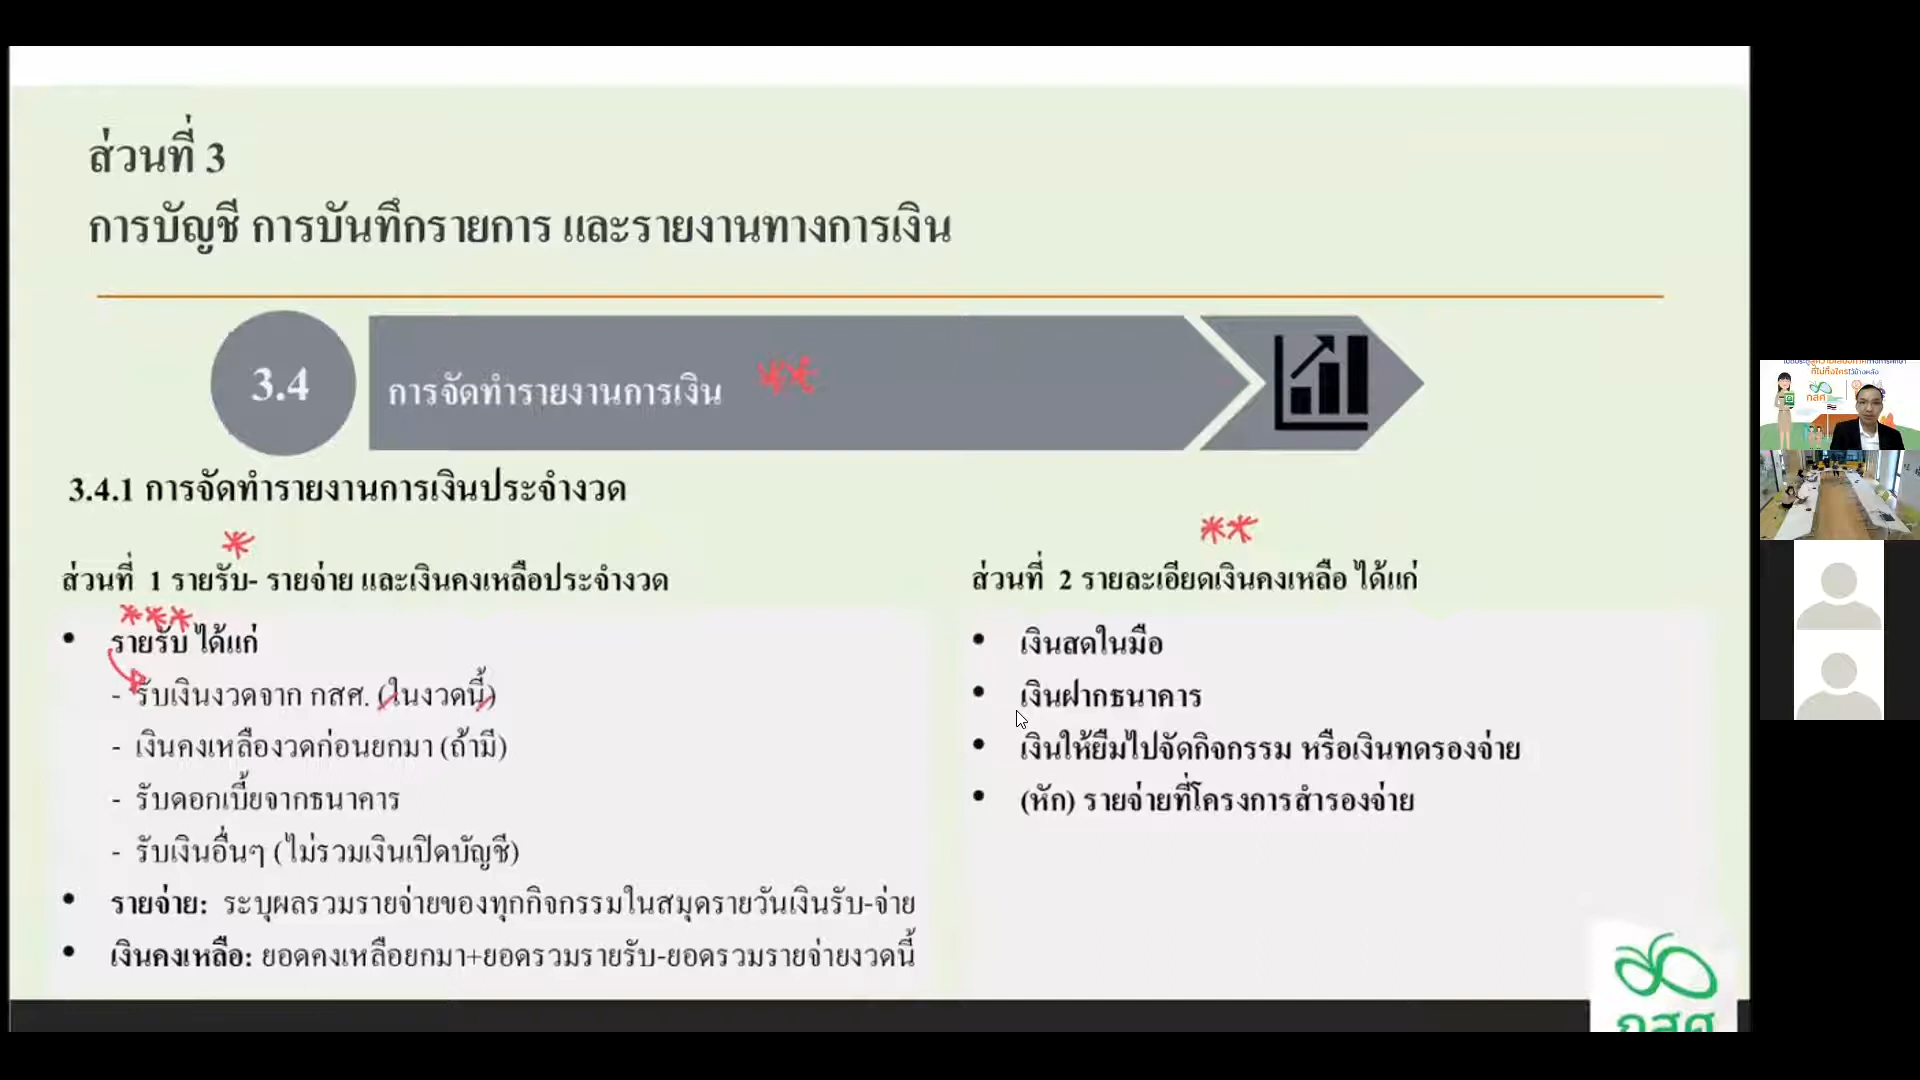 ส่วนที่ 3
การบัญชี การบันทึกรายการ และรายงานทางการเงิน
3.4
การจัดทำรายงานการเงิน
3.4.1 การจัดทำรายงานการเงินประจำงวด
ส่วนที่ 1 รายรับ- รายจ่าย และเงินคงเหลือประจำงวด
• รายรับ ได้แก่
- รับเงินงวดจาก กสศ. (ในงวดนี้)
- เงินคงเหลืองวดก่อนยกมา (ถ้ามี)
- รับดอกเบี้ยจากธนาคาร
- รับเงินอื่นๆ (ไม่รวมเงินเปิดบัญชี)
• รายจ่าย: ระบุผลรวมรายจ่ายของทุกกิจกรรมในสมุดรายวันเงินรับ-จ่าย
• เงินคงเหลือ: ยอดคงเหลือยกมา+ยอดรวมรายรับ-ยอดรวมรายจ่ายงวดนี้
ส่วนที่ 2 รายละเอียดเงินคงเหลือ ได้แก่
• เงินสดในมือ
• เงินฝากธนาคาร
• เงินให้ยืมไปจัดกิจกรรม หรือเงินทดรองจ่าย
• (หัก) รายจ่ายที่โครงการสำรองจ่าย
กสศ
ที่ไม่ทิ้งใครไว้ข้างหลัง
กสศ